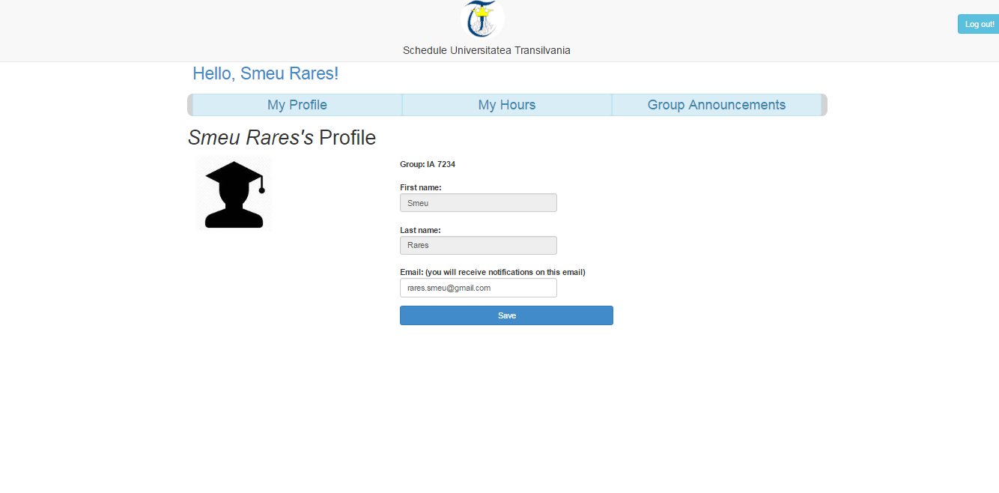 Log out!
Schedule Universitatea Transilvania
Hello, Smeu Rares!
My Profile
My Hours
Group Announcements
Smeu Rares's Profile
Group: IA 7234
First name:
Smeu
Last name:
Rares
Email: (you will receive notifications on this email)
rares.smeu@gmail.com
Save